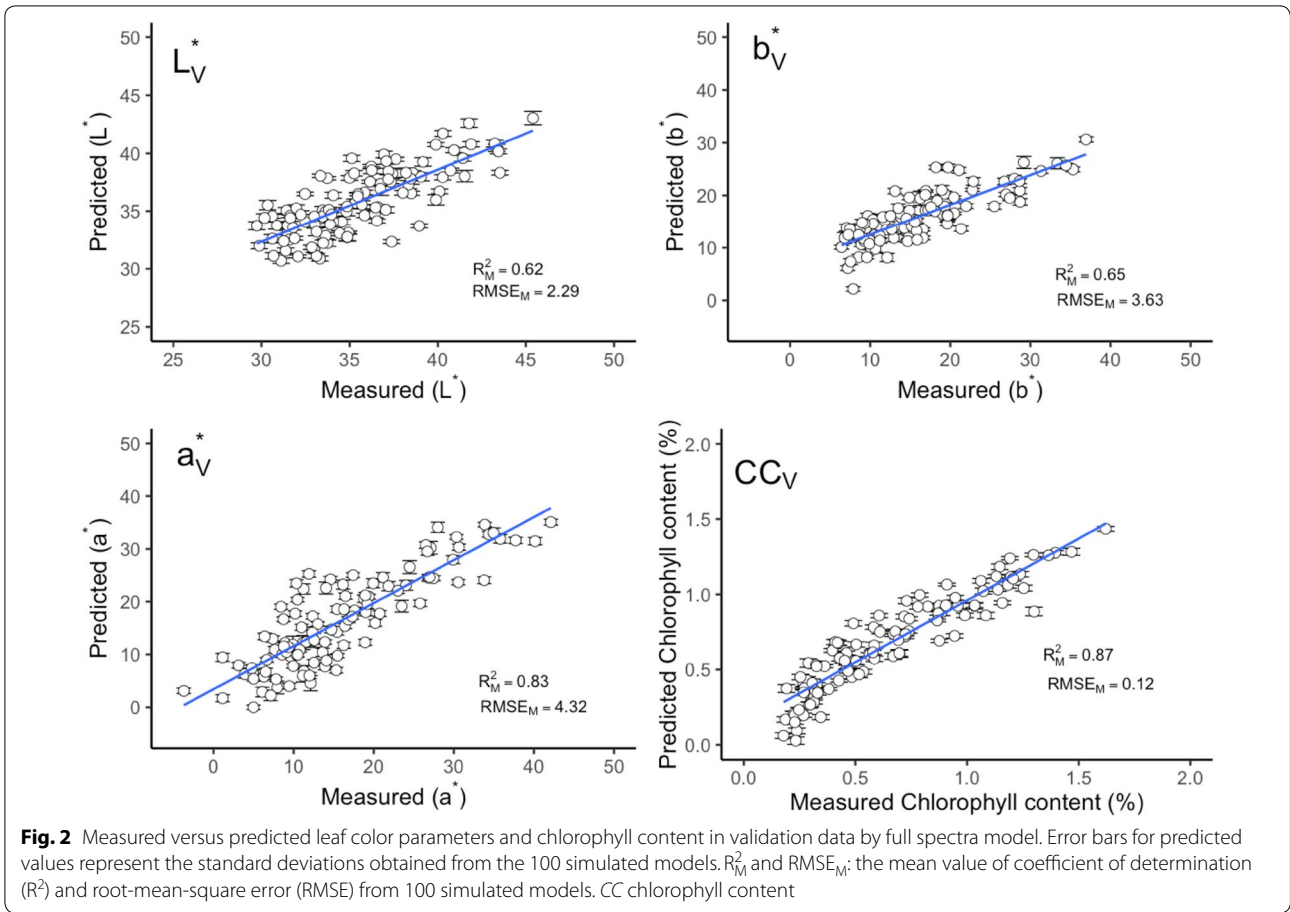 L*V
50
45
40
35
30
25
Predicted (L*)
R²M = 0.62
RMSEM = 2.29
25 30 35 40 45 50
Measured (L*)
b*V
50
40
30
20
10
0
Predicted (b*)
R²M = 0.65
RMSEM = 3.63
0 10 20 30 40 50
Measured (b*)
a*V
50
40
30
20
10
0
Predicted (a*)
R²M = 0.83
RMSEM = 4.32
0 10 20 30 40 50
Measured (a*)
CCV
2.0
1.5
1.0
0.5
0.0
Predicted Chlorophyll content (%)
R²M = 0.87
RMSEM = 0.12
0.0 0.5 1.0 1.5 2.0
Measured Chlorophyll content (%)
Fig. 2 Measured versus predicted leaf color parameters and chlorophyll content in validation data by full spectra model. Error bars for predicted
values represent the standard deviations obtained from the 100 simulated models. R²M and RMSEM: the mean value of coefficient of determination
(R²) and root-mean-square error (RMSE) from 100 simulated models. CC chlorophyll content